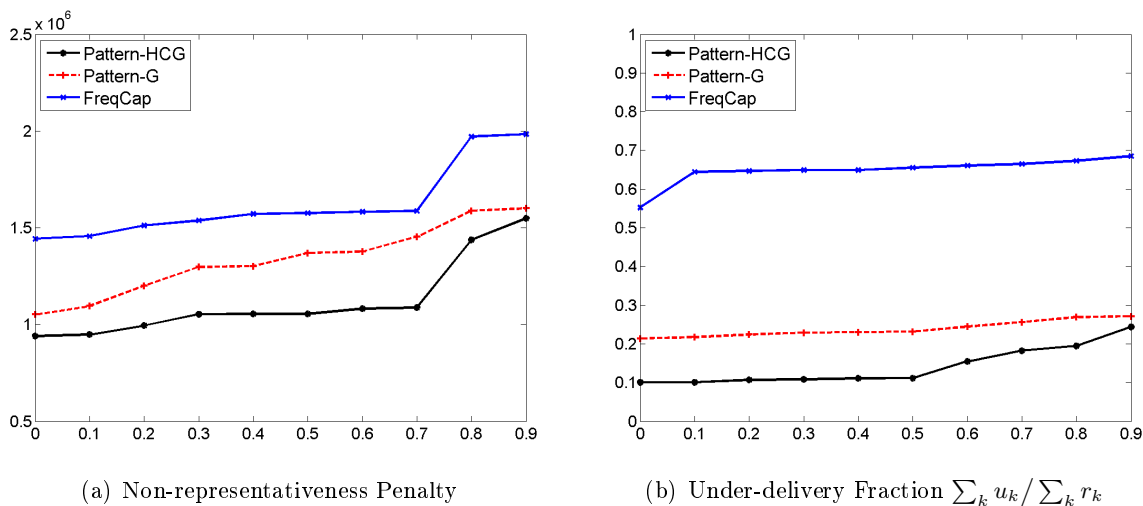 x 10^6
2.5
2
1.5
1
0.5
0 0.1 0.2 0.3 0.4 0.5 0.6 0.7 0.8 0.9
Pattern-HCG
Pattern-G
FreqCap
(a) Non-representativeness Penalty
1
0.9
0.8
0.7
0.6
0.5
0.4
0.3
0.2
0.1
0
0 0.1 0.2 0.3 0.4 0.5 0.6 0.7 0.8 0.9
Pattern-HCG
Pattern-G
FreqCap
(b) Under-delivery Fraction ∑_k u_k / ∑_k r_k